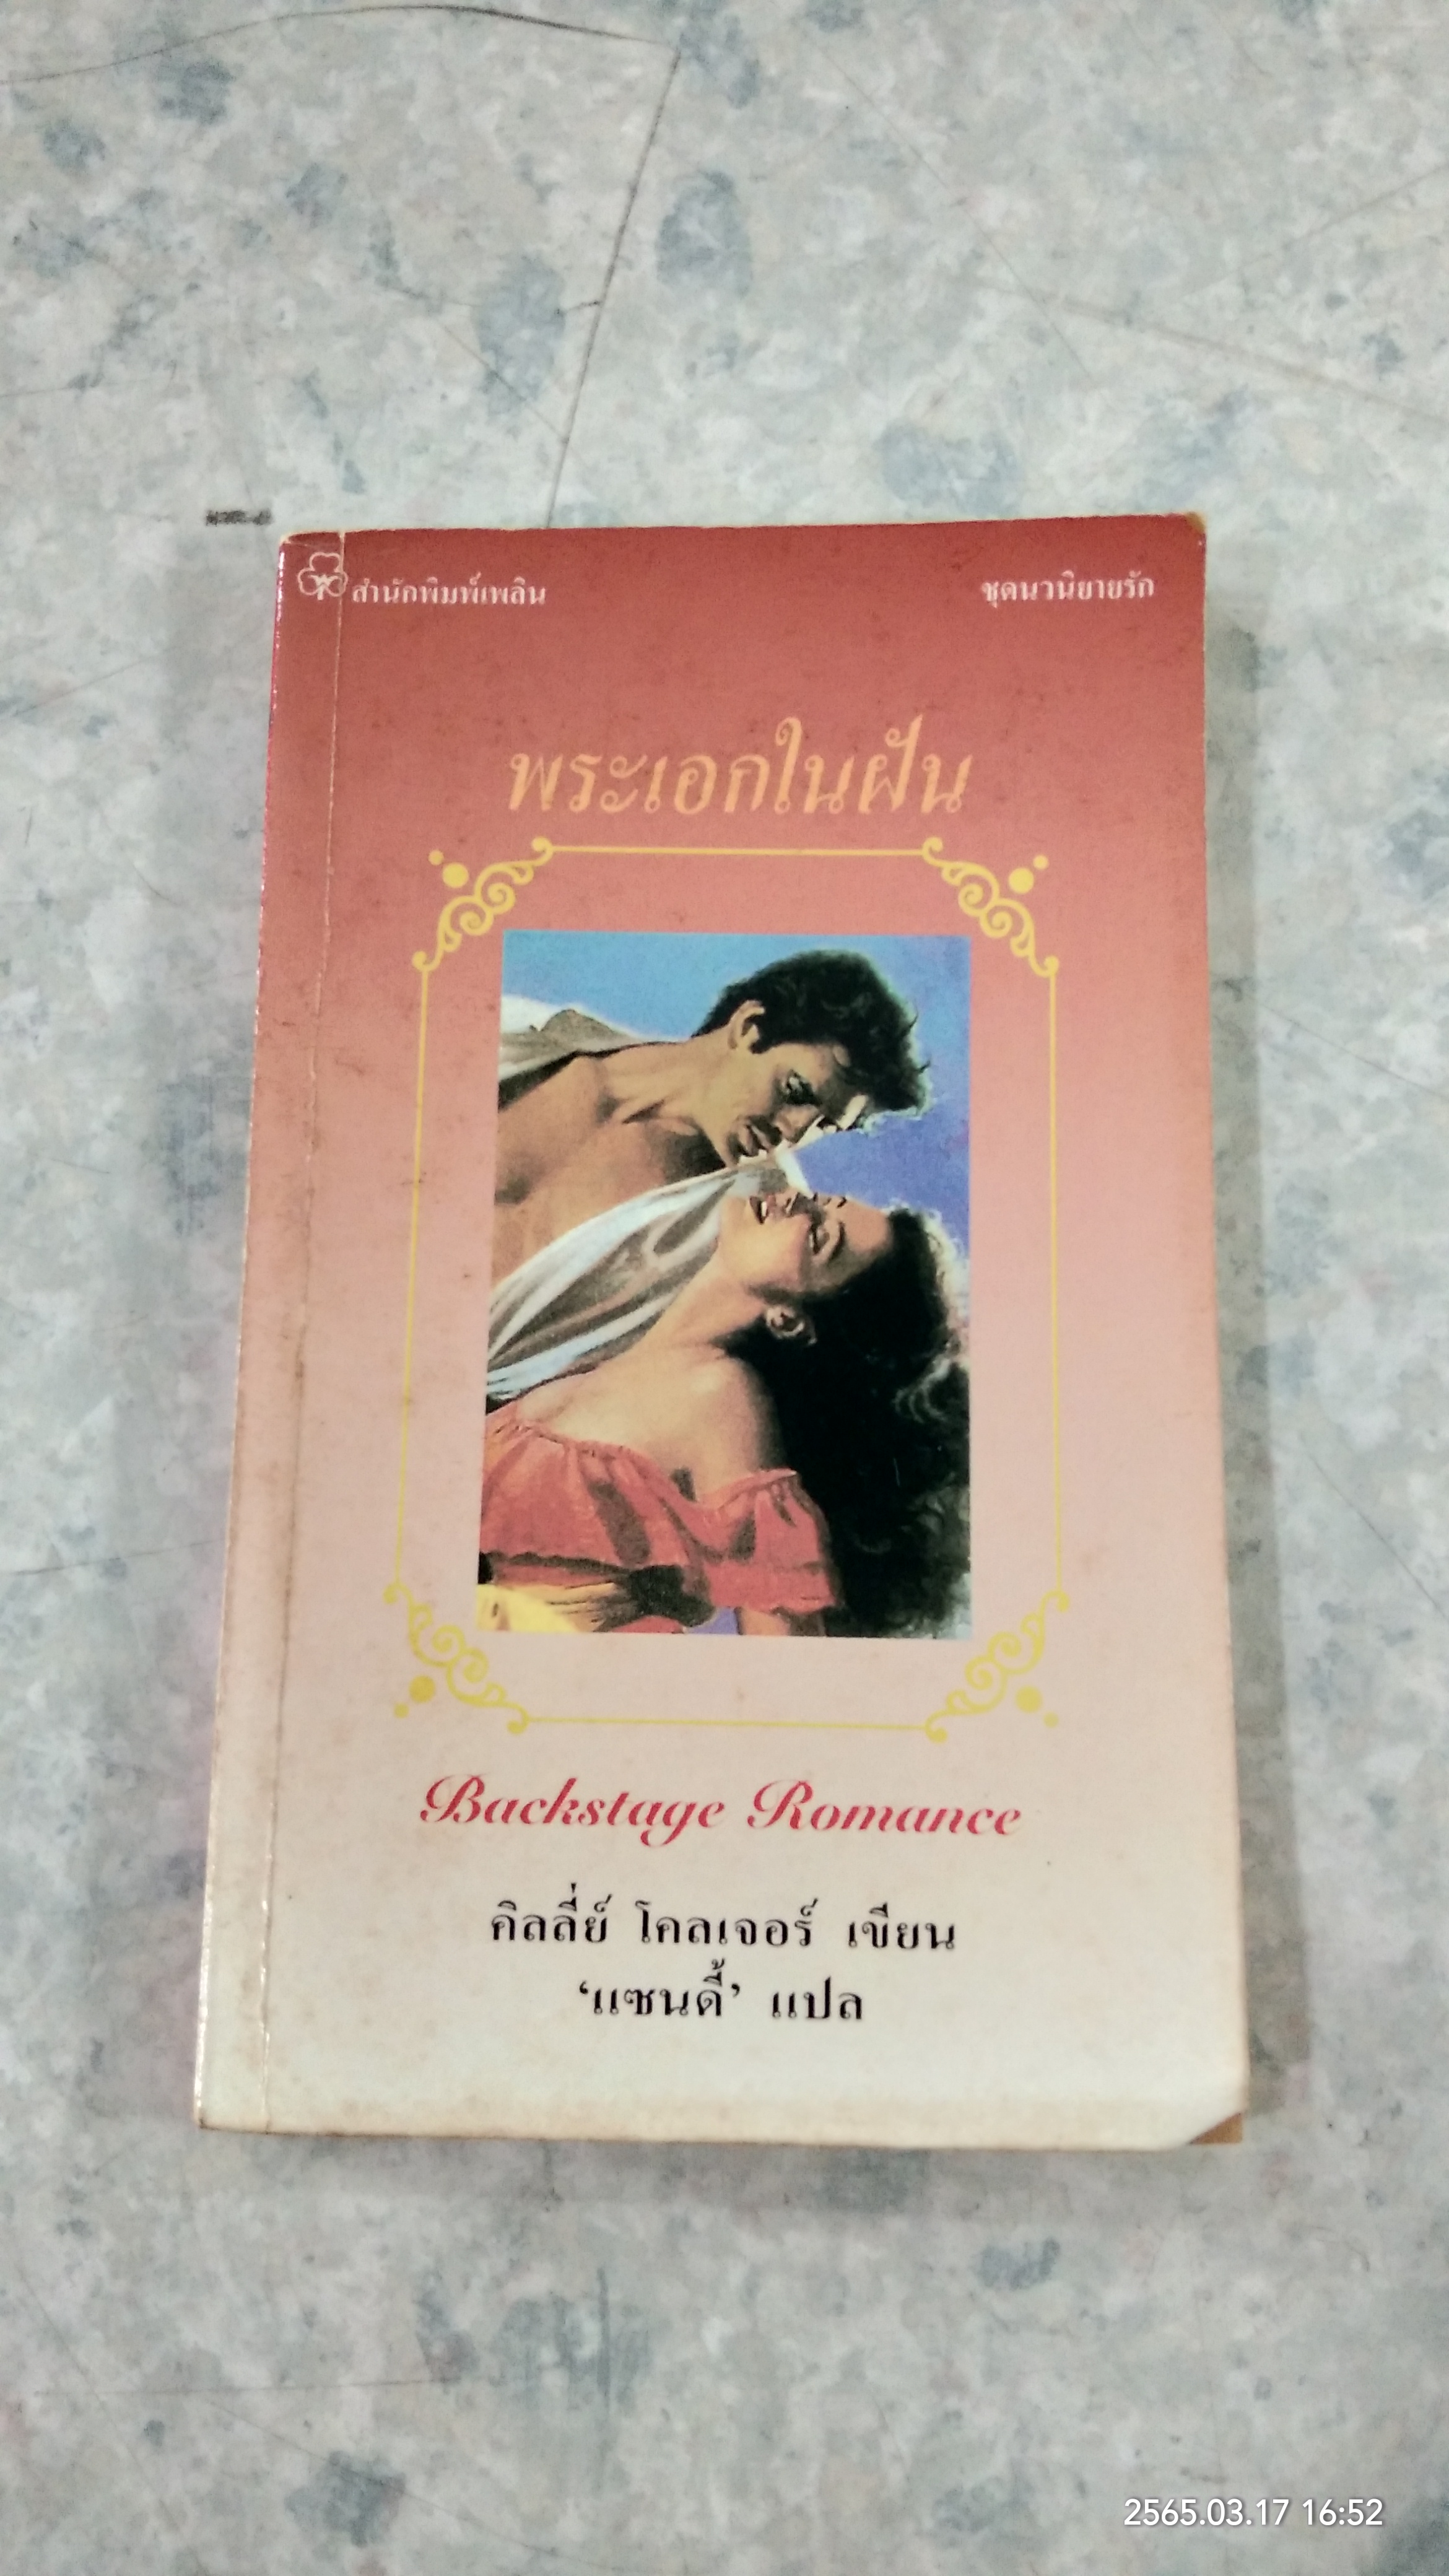 สำนักพิมพ์เพลิน
ชุดนวนิยายรัก
พระเอกในฝัน
Backstage Romance
คิลลี่ย์ โคลเจอร์ เขียน
‘แซนดี้’ แปล
2565.03.17 16:52